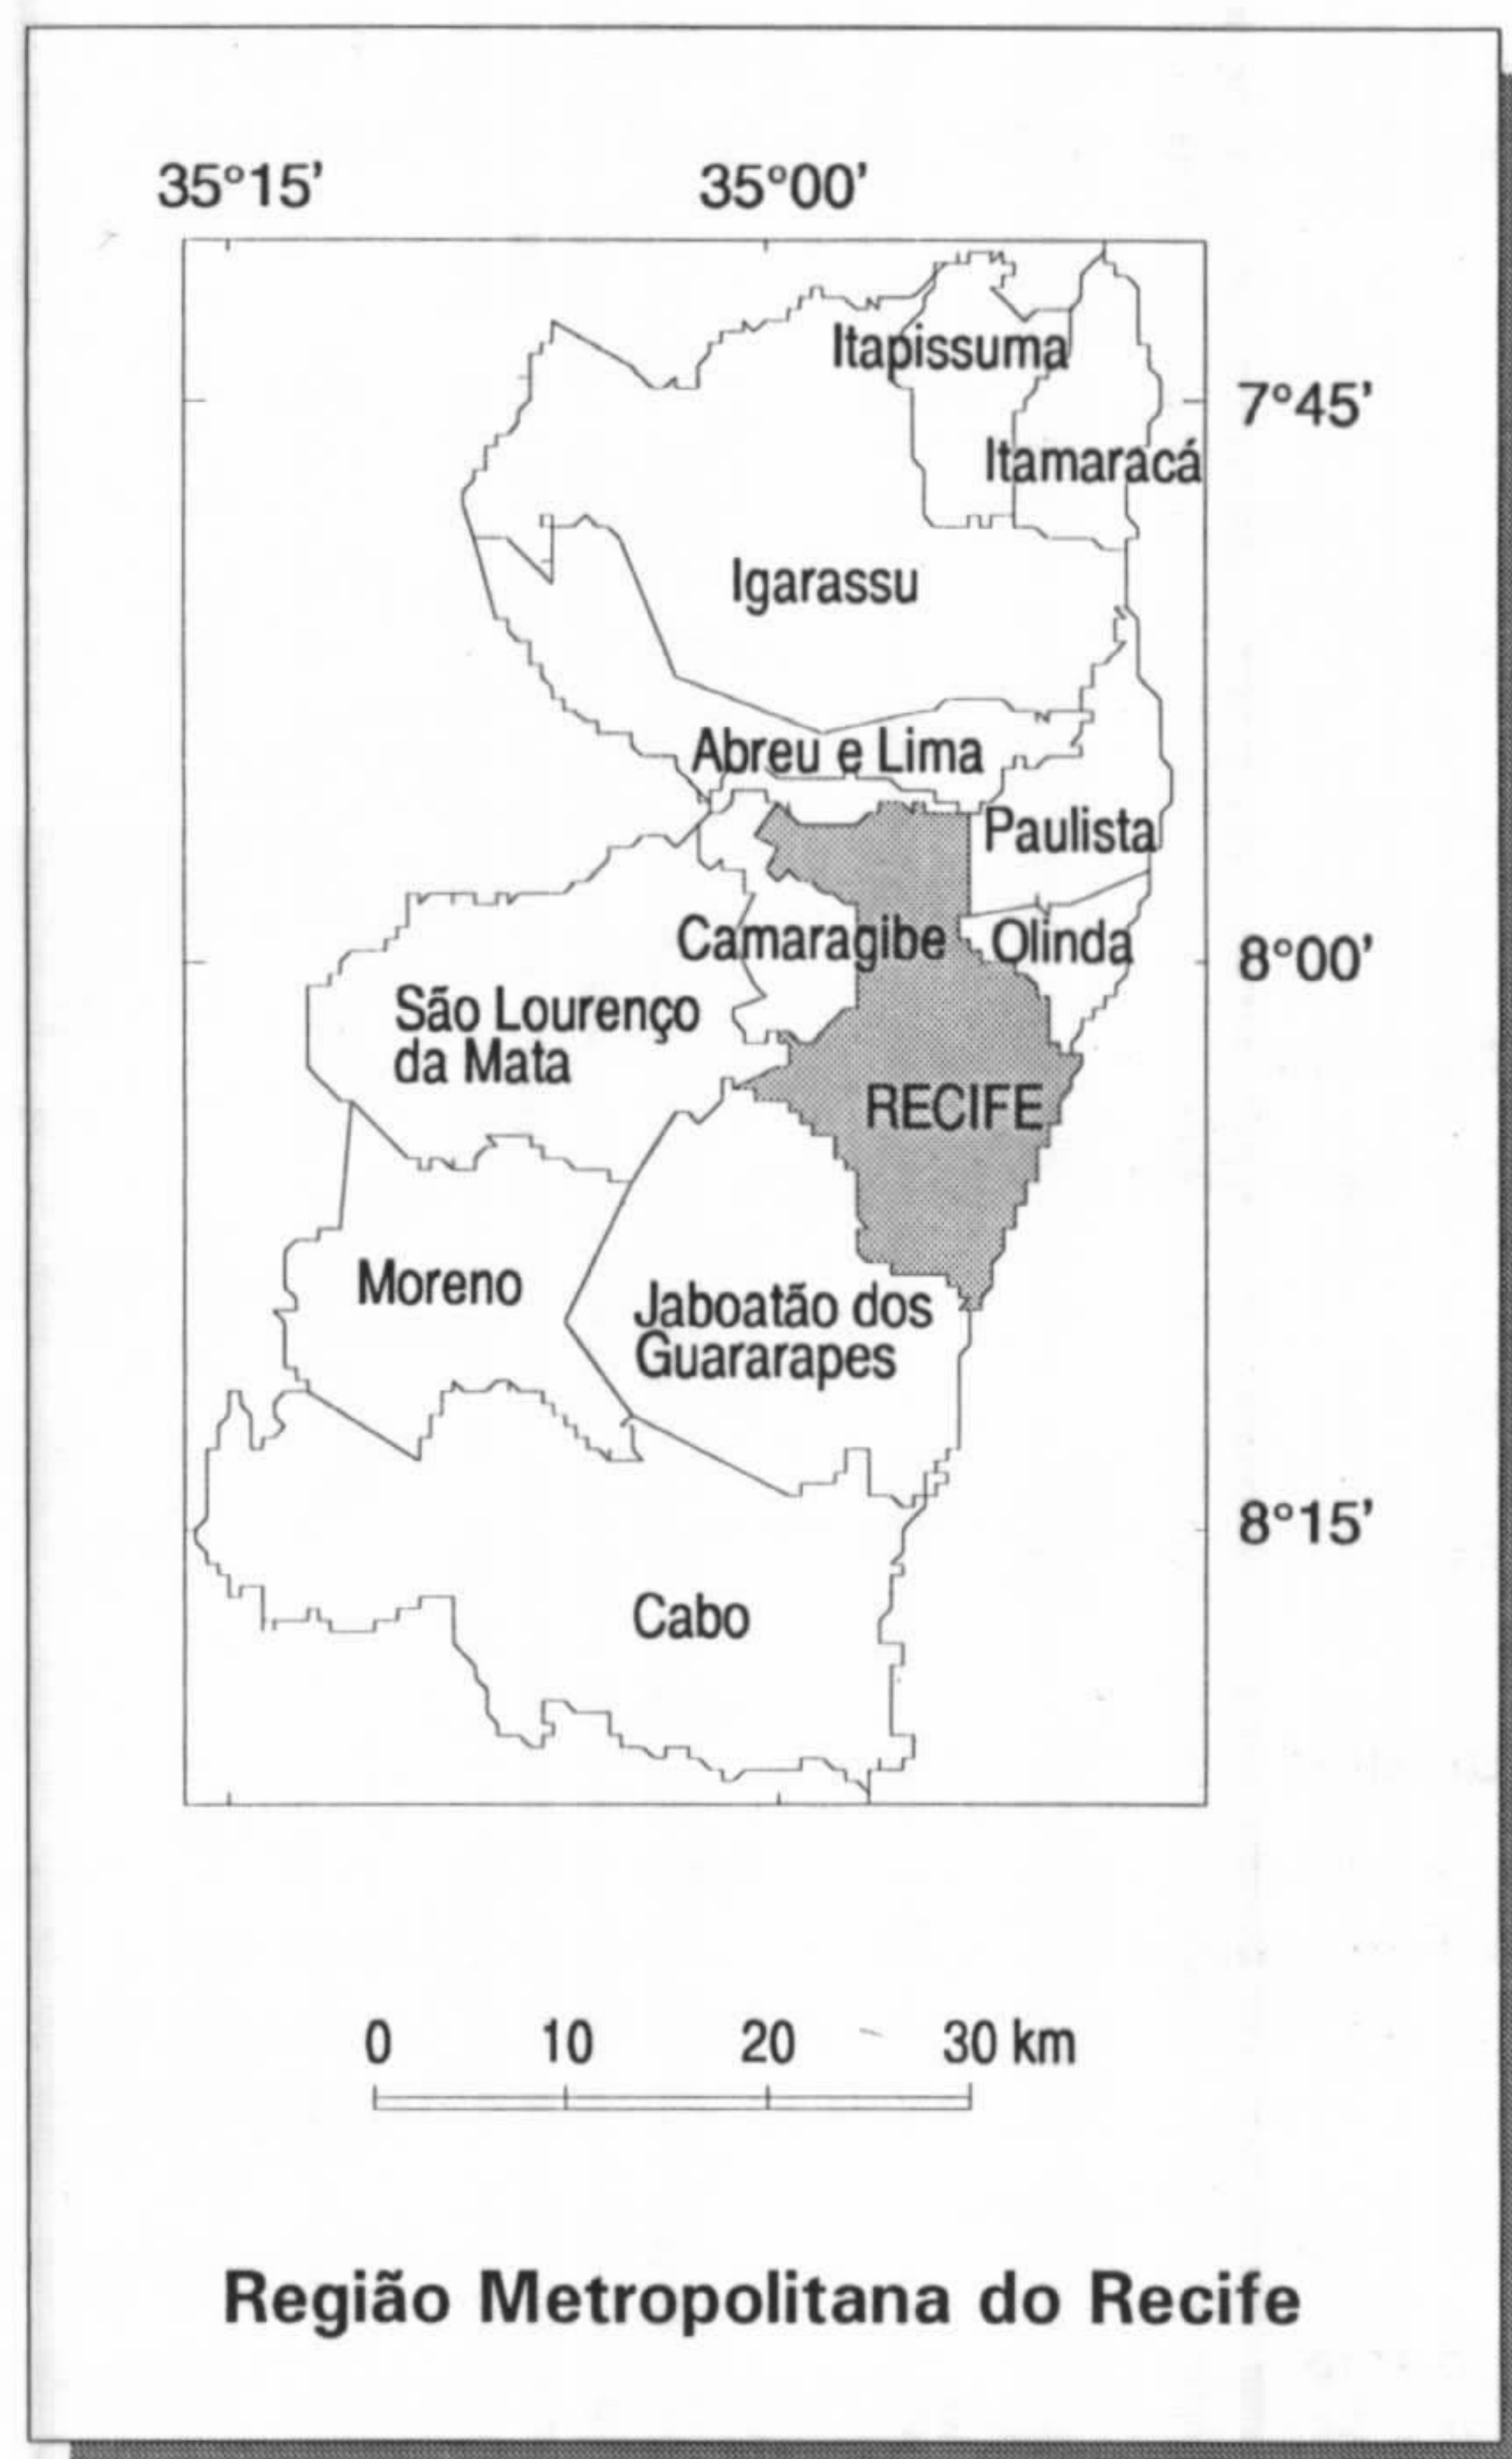 35°15' 35°00'
Itapissuma
7°45'
Itamaracá
Igarassu
Abreu e Lima
Paulista
Camaragibe Olinda
8°00'
São Lourenço
da Mata
RECIFE
Moreno
Jaboatão dos
Guararapes
8°15'
Cabo
0 10 20 30 km
Região Metropolitana do Recife